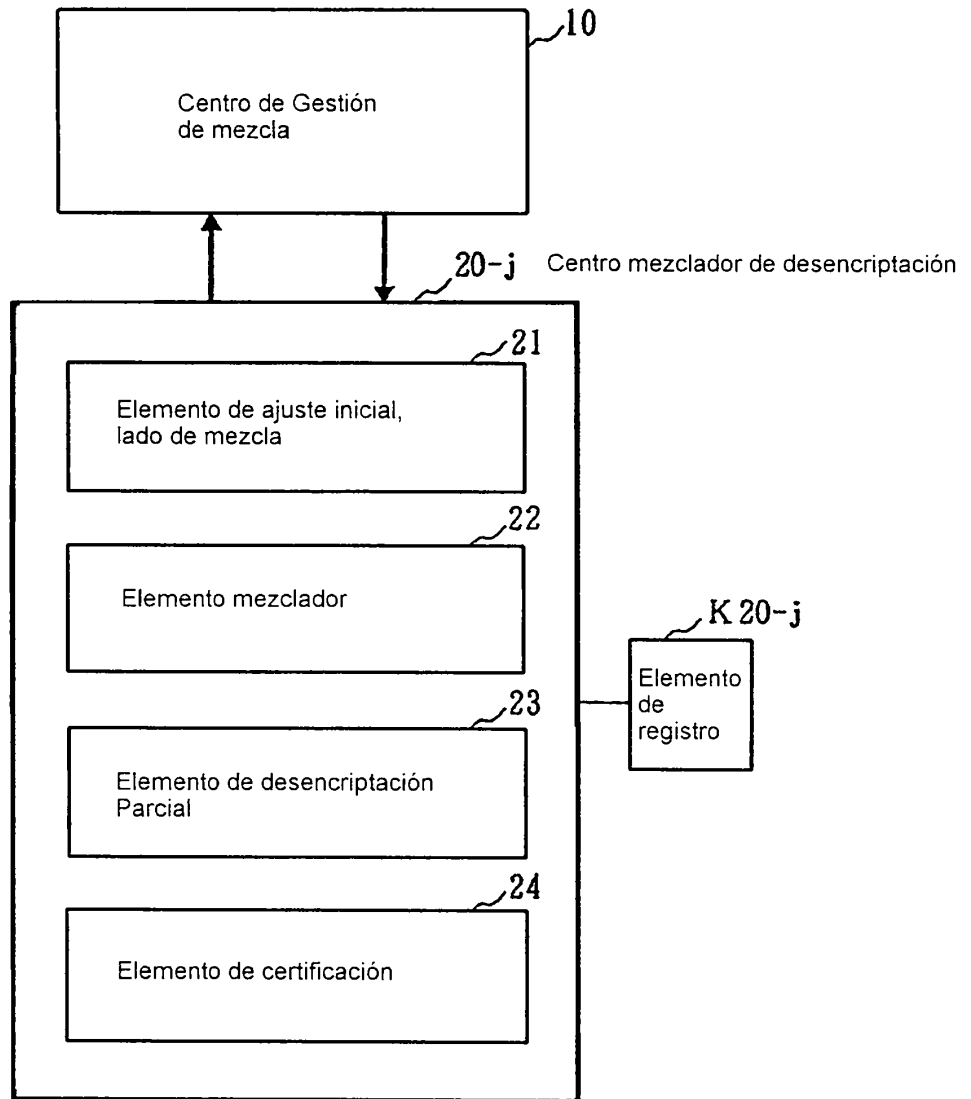 10
Centro de Gestión
de mezcla
20-j Centro mezclador de desencriptación
21
Elemento de ajuste inicial,
lado de mezcla
22
Elemento mezclador
K 20-j
Elemento
de
registro
23
Elemento de desencriptación
Parcial
24
Elemento de certificación